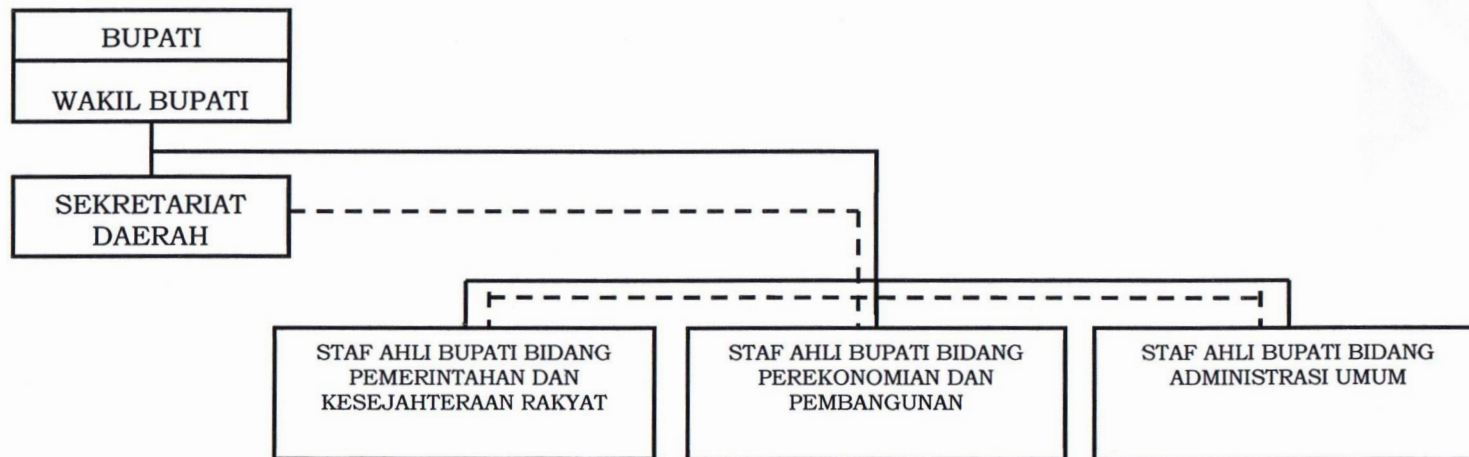 BUPATI
WAKIL BUPATI
SEKRETARIAT
DAERAH
STAF AHLI BUPATI BIDANG
PEMERINTAHAN DAN
KESEJAHTERAAN RAKYAT
STAF AHLI BUPATI BIDANG
PEREKONOMIAN DAN
PEMBANGUNAN
STAF AHLI BUPATI BIDANG
ADMINISTRASI UMUM